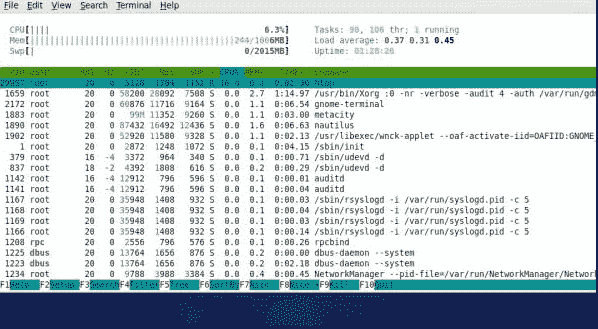 File Edit View Search Terminal Help
CPU[|||| 6.3%] Tasks: 90, 106 thr; 1 running
Load average: 0.37 0.31 0.45
Swp[| 0/2015MB] Uptime: 01:28:26
1659 root 20 0 58200 28092 7508 S 0.0 2.7 1:14.97 /usr/bin/Xorg :0 -nr -verbose -audit 4 -auth /var/run/gdm
2172 root 20 0 60876 11716 9164 S 0.0 1.1 0:06.54 gnome-terminal
1883 root 20 0 99M 11352 9260 S 0.0 1.1 0:03.00 metacity
1890 root 20 0 87432 16492 12436 S 0.0 1.6 0:06.63 nautilus
1902 root 20 0 52920 11580 9328 S 0.0 1.1 0:02.13 /usr/libexec/wnck-applet --oaf-activate-iid=OAFIID:GNOME_
1 root 20 0 2872 1248 1072 S 0.0 0.1 0:04.15 /sbin/init
379 root 16 -4 3372 964 340 S 0.0 0.1 0:00.71 /sbin/udevd -d
837 root 18 -2 4392 1808 616 S 0.0 0.2 0:00.29 /sbin/udevd -d
1142 root 16 -4 12912 796 596 S 0.0 0.1 0:00.01 auditd
1141 root 16 -4 12912 796 596 S 0.0 0.1 0:00.04 auditd
1167 root 20 0 35948 1408 932 S 0.0 0.1 0:00.03 /sbin/rsyslogd -i /var/run/syslogd.pid -c 5
1168 root 20 0 35948 1408 932 S 0.0 0.1 0:00.04 /sbin/rsyslogd -i /var/run/syslogd.pid -c 5
1169 root 20 0 35948 1408 932 S 0.0 0.1 0:00.00 /sbin/rsyslogd -i /var/run/syslogd.pid -c 5
1166 root 20 0 35948 1408 932 S 0.0 0.1 0:00.14 /sbin/rsyslogd -i /var/run/syslogd.pid -c 5
1208 rpc 20 0 2556 796 576 S 0.0 0.1 0:00.10 rpcbind
1225 dbus 20 0 13764 1656 876 S 0.0 0.2 0:00.00 dbus-daemon --system
1223 dbus 20 0 13764 1656 876 S 0.0 0.2 0:02.18 dbus-daemon --system
1234 root 20 0 9788 3988 3384 S 0.0 0.4 0:00.45 NetworkManager --pid-file=/var/run/NetworkManager/Network
F1 F2 F3 F4 F5 F6 F7 F8 F9 F10